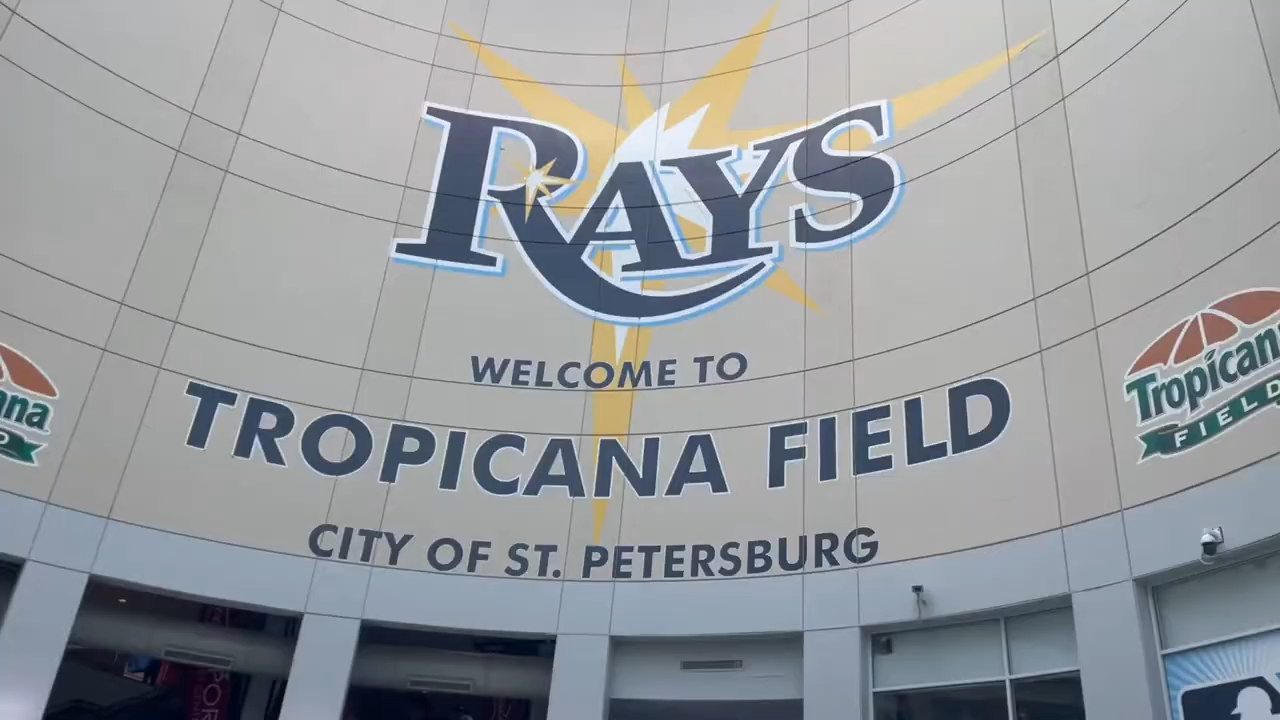 RAYS
WELCOME TO
TROPICANA FIELD
CITY OF ST. PETERSBURG
Tropicana
FIELD